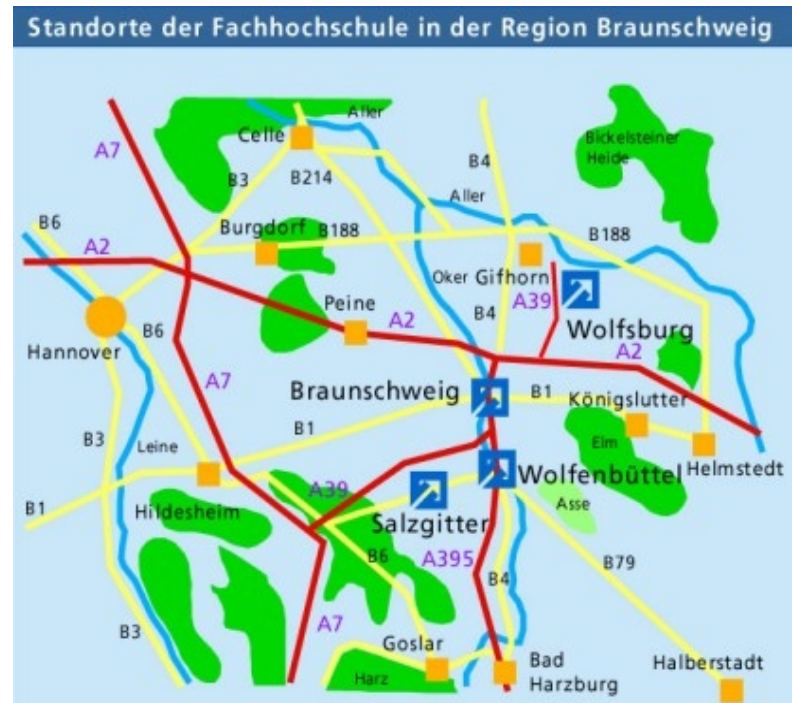 Standorte der Fachhochschule in der Region Braunschweig
Aller
Celle
A7
B3
B214
B4
Bickelsteiner
Heide
Aller
B6
Burgdorf
B188
B188
A2
Oker
Gifhorn
A39
Peine
A2
B4
Wolfsburg
B6
Hannover
A2
A7
Braunschweig
B1
Königslutter
B3
Leine
B1
Elm
Helmstedt
A39
Wolfenbüttel
B1
Hildesheim
Salzgitter
Asse
B6
A395
B79
B4
B3
A7
Goslar
Harz
Bad
Harzburg
Halberstadt